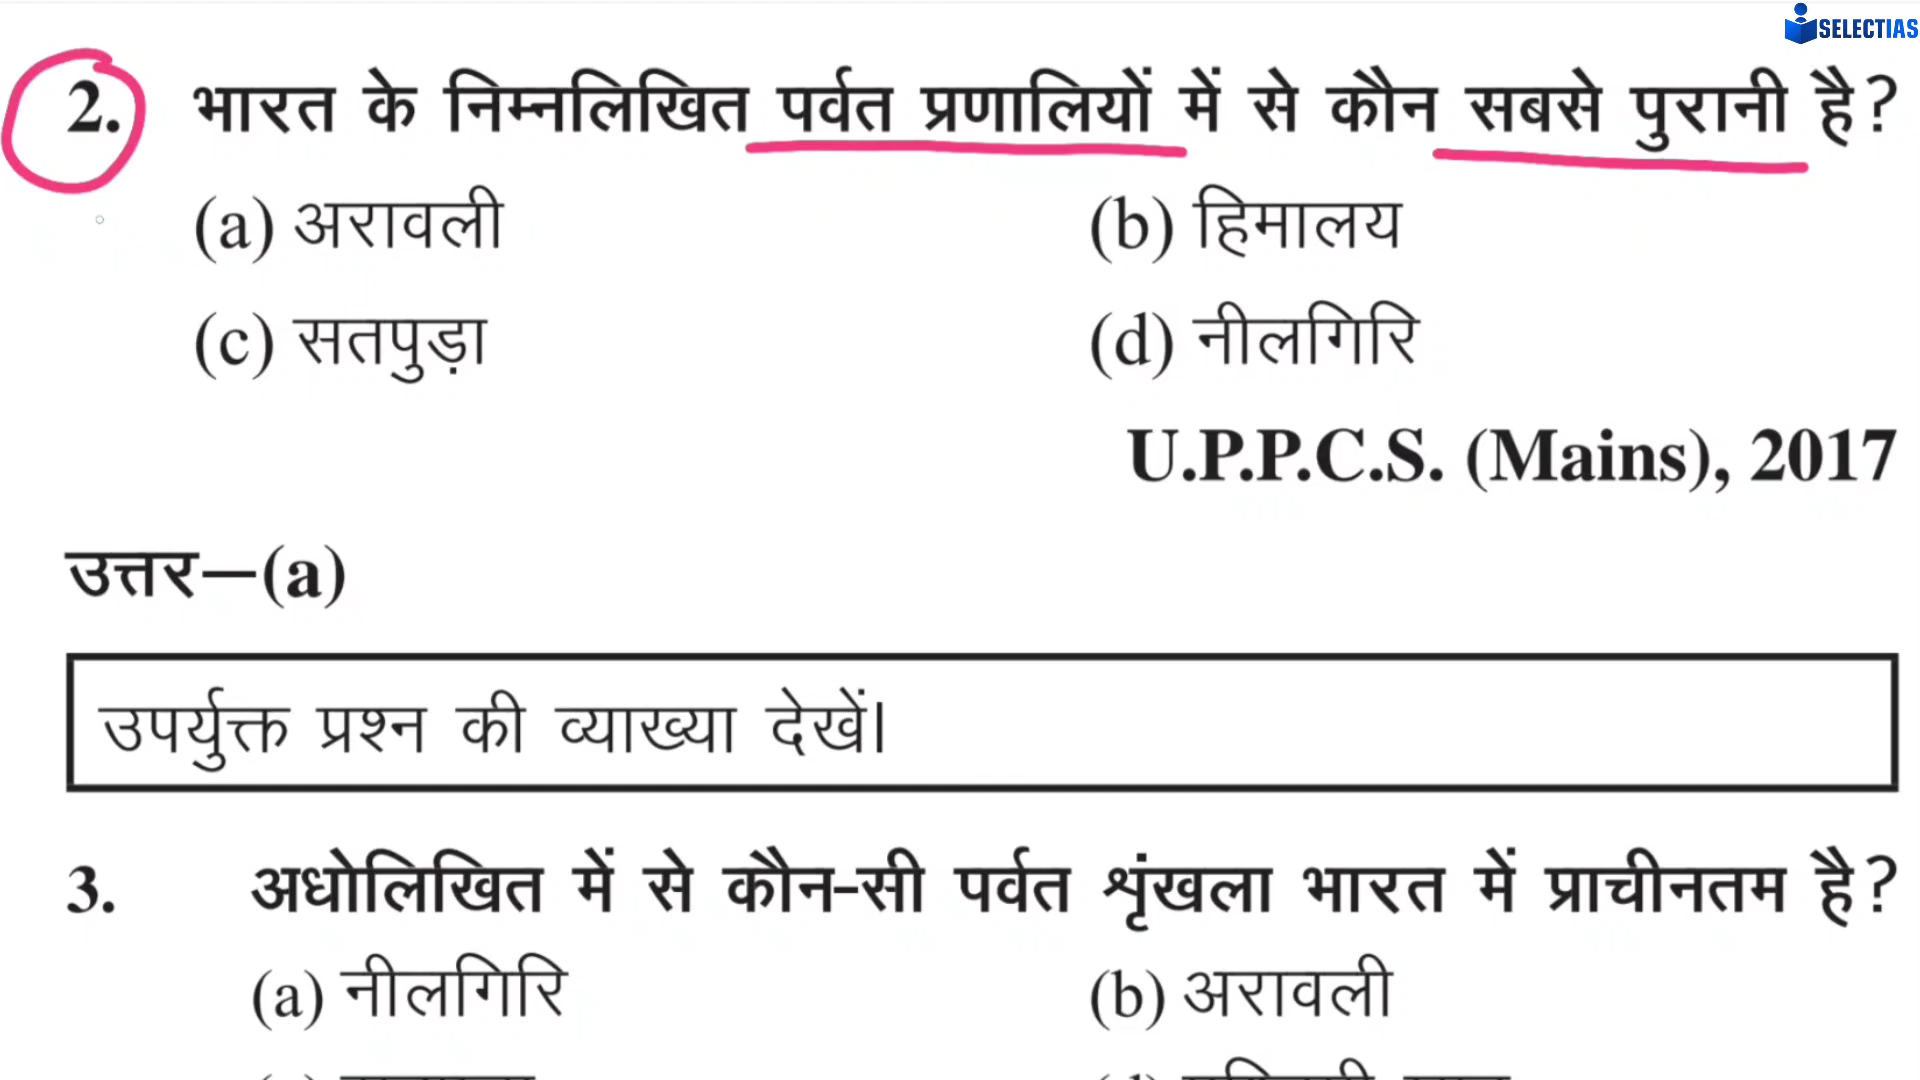 SELECTIAS
2. भारत के निम्नलिखित पर्वत प्रणालियों में से कौन सबसे पुरानी है?
(a) अरावली (b) हिमालय
(c) सतपुड़ा (d) नीलगिरि
U.P.P.C.S. (Mains), 2017
उत्तर—(a)
उपर्युक्त प्रश्न की व्याख्या देखें।
3. अधोलिखित में से कौन-सी पर्वत शृंखला भारत में प्राचीनतम है?
(a) नीलगिरि (b) अरावली